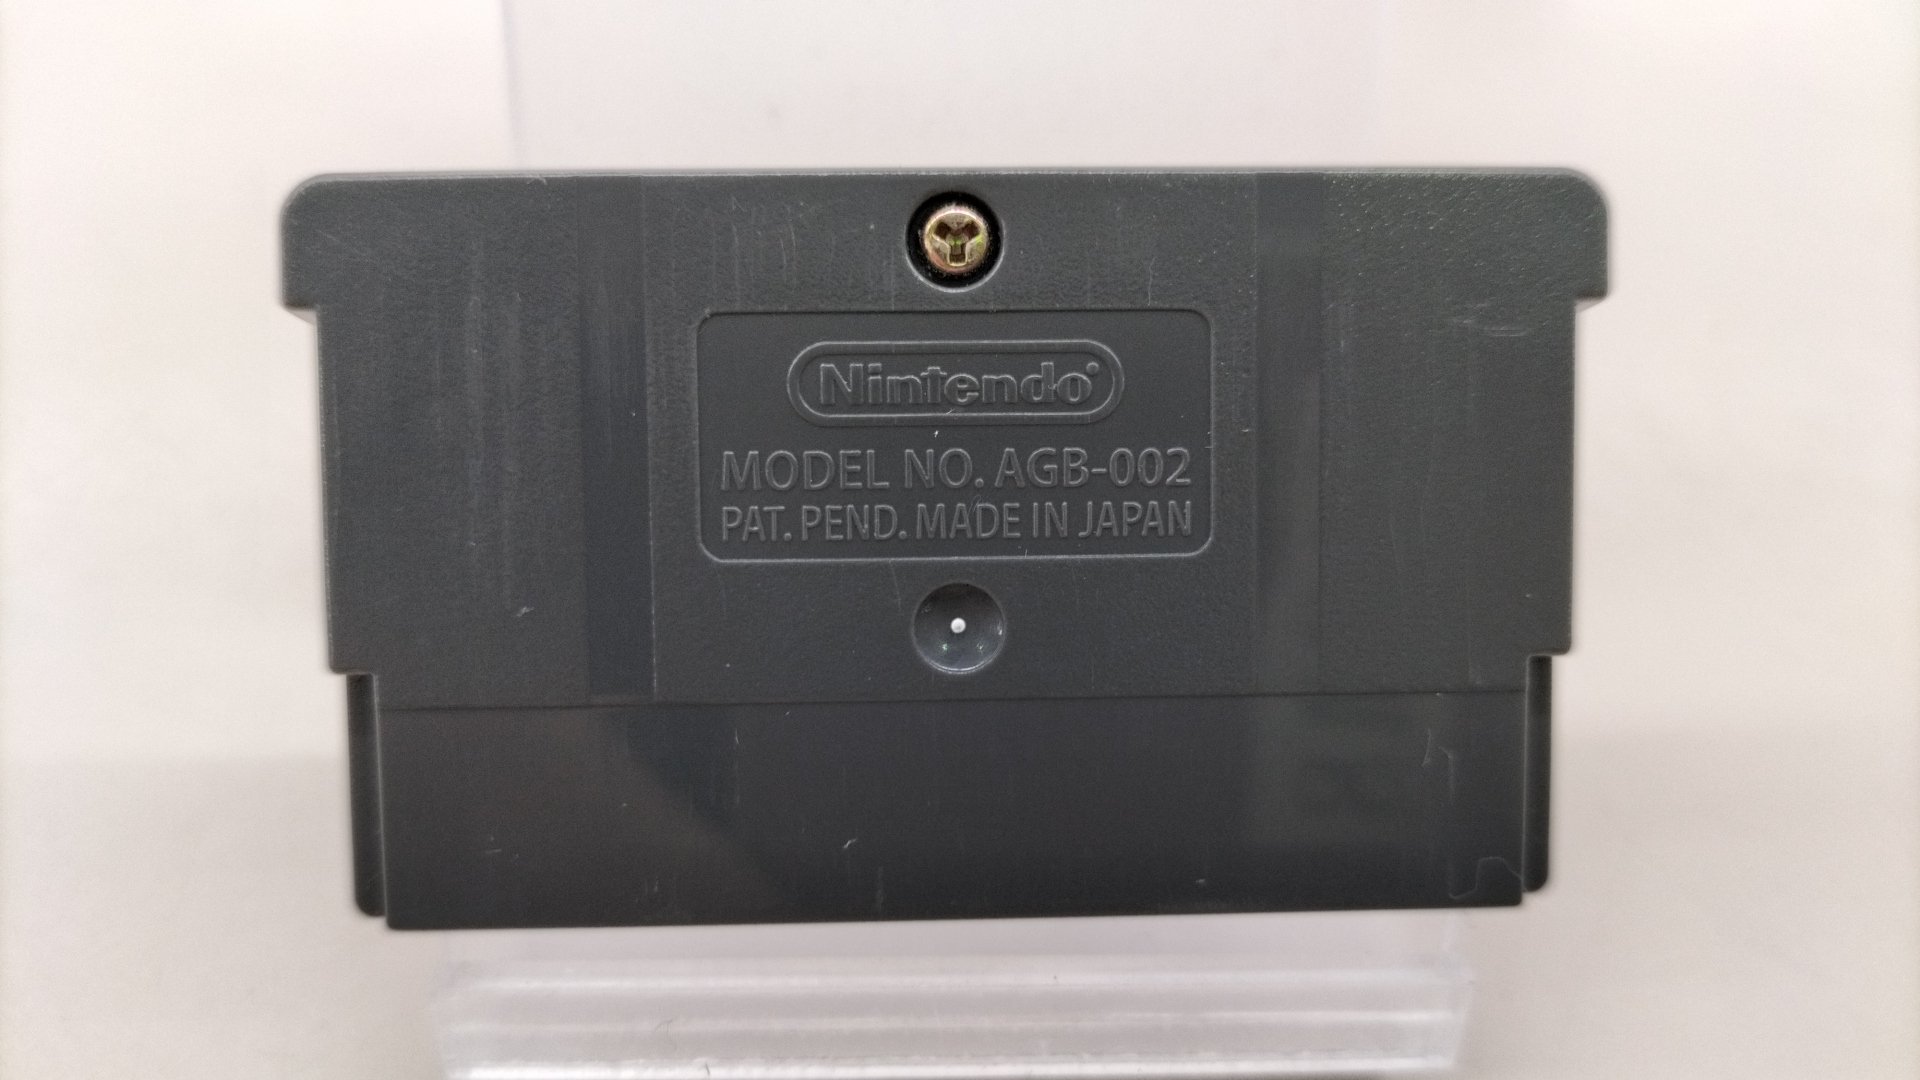 Nintendo®
MODEL NO. AGB-002
PAT. PEND. MADE IN JAPAN